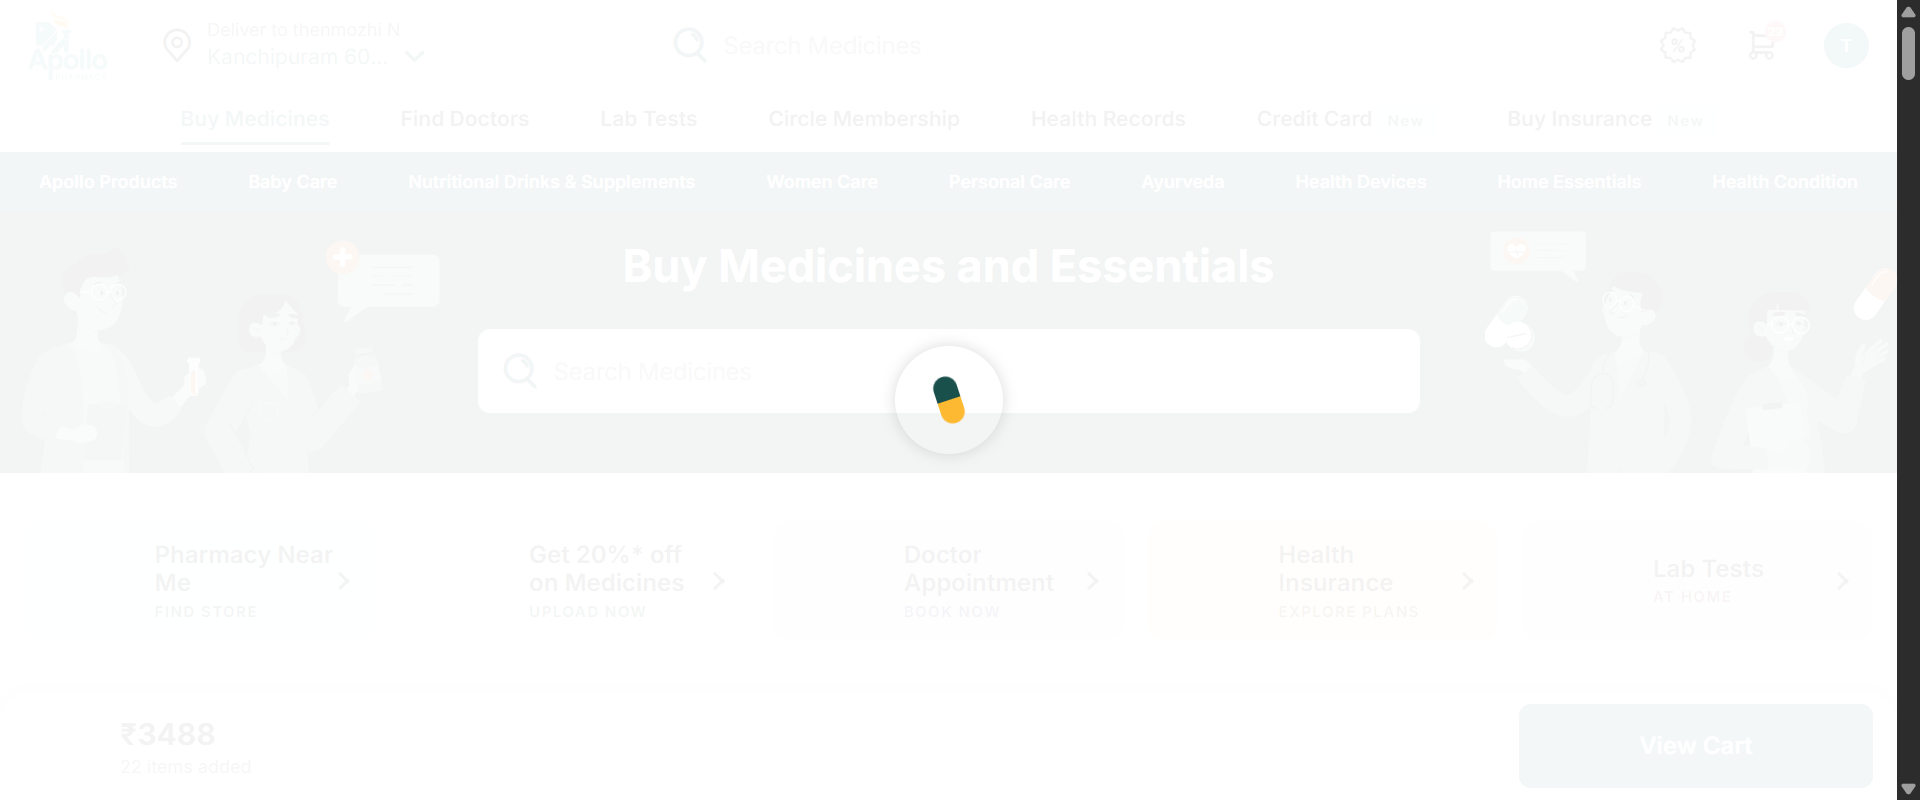 Apollo
Deliver to thenmozhi N
Kanchipuram 60...
Search Medicines
T
Buy Medicines
Find Doctors
Lab Tests
Circle Membership
Health Records
Credit Card New
Buy Insurance New
Apollo Products
Baby Care
Nutritional Drinks & Supplements
Women Care
Personal Care
Ayurveda
Health Devices
Home Essentials
Health Condition
Buy Medicines and Essentials
Search Medicines
Pharmacy Near
Me
FIND STORE
Get 20%* off
on Medicines
UPLOAD NOW
Doctor
Appointment
BOOK NOW
Health
Insurance
EXPLORE PLANS
Lab Tests
AT HOME
₹3488
22 Items added
View Cart